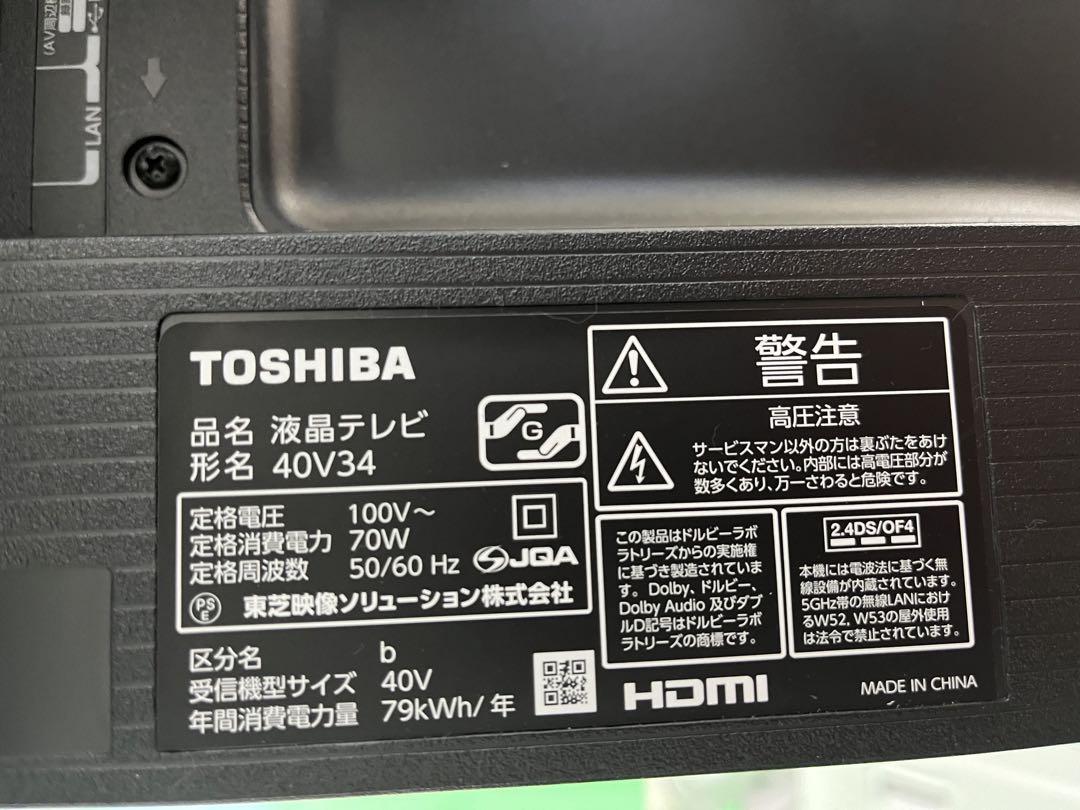 (AV周辺
LAN
TOSHIBA
品名 液晶テレビ
形名 40V34
G
定格電圧 100V～
定格消費電力 70W
定格周波数 50/60 Hz
JQA
PS
E
東芝映像ソリューション株式会社
区分名 b
受信機型サイズ 40V
年間消費電力量 79kWh/年
警告
高圧注意
サービスマン以外の方は裏ぶたをあけ
ないでください。内部には高電圧部分が
数多くあり、万一さわると危険です。
この製品はドルビーラボ
ラトリーズからの実施権
に基づき製造されていま
す。Dolby、ドルビー、
Dolby Audio 及びダブ
ルD記号はドルビーラボ
ラトリーズの商標です。
2.4DS/OF4
本機には電波法に基づく無
線設備が内蔵されています。
5GHz帯の無線LANにおけ
るW52, W53の屋外使用
は法令で禁止されています。
HDMI
MADE IN CHINA